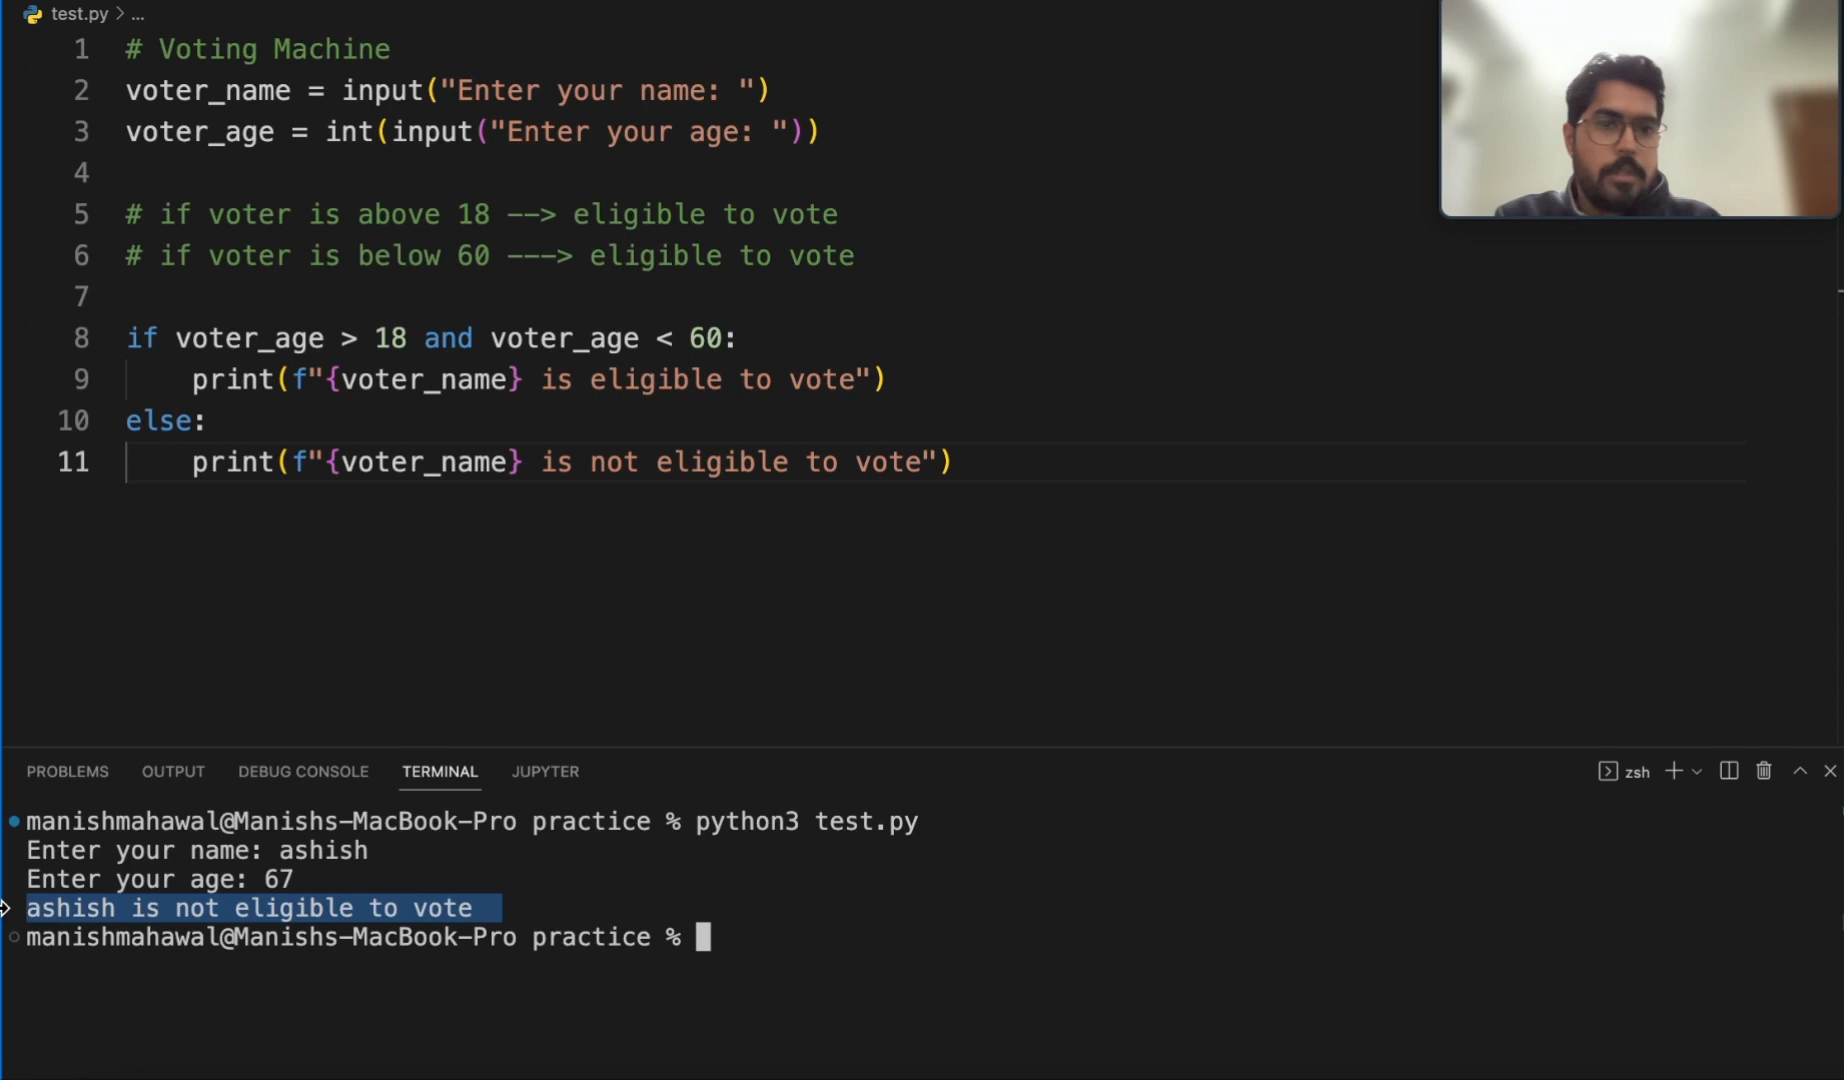 test.py > ...
1 # Voting Machine
2 voter_name = input("Enter your name: ")
3 voter_age = int(input("Enter your age: "))
4
5 # if voter is above 18 --> eligible to vote
6 # if voter is below 60 ---> eligible to vote
7
8 if voter_age > 18 and voter_age < 60:
9     print(f"{voter_name} is eligible to vote")
10 else:
11     print(f"{voter_name} is not eligible to vote")
PROBLEMS OUTPUT DEBUG CONSOLE TERMINAL JUPYTER zsh
manishmahawal@Manishs-MacBook-Pro practice % python3 test.py
Enter your name: ashish
Enter your age: 67
ashish is not eligible to vote
manishmahawal@Manishs-MacBook-Pro practice %